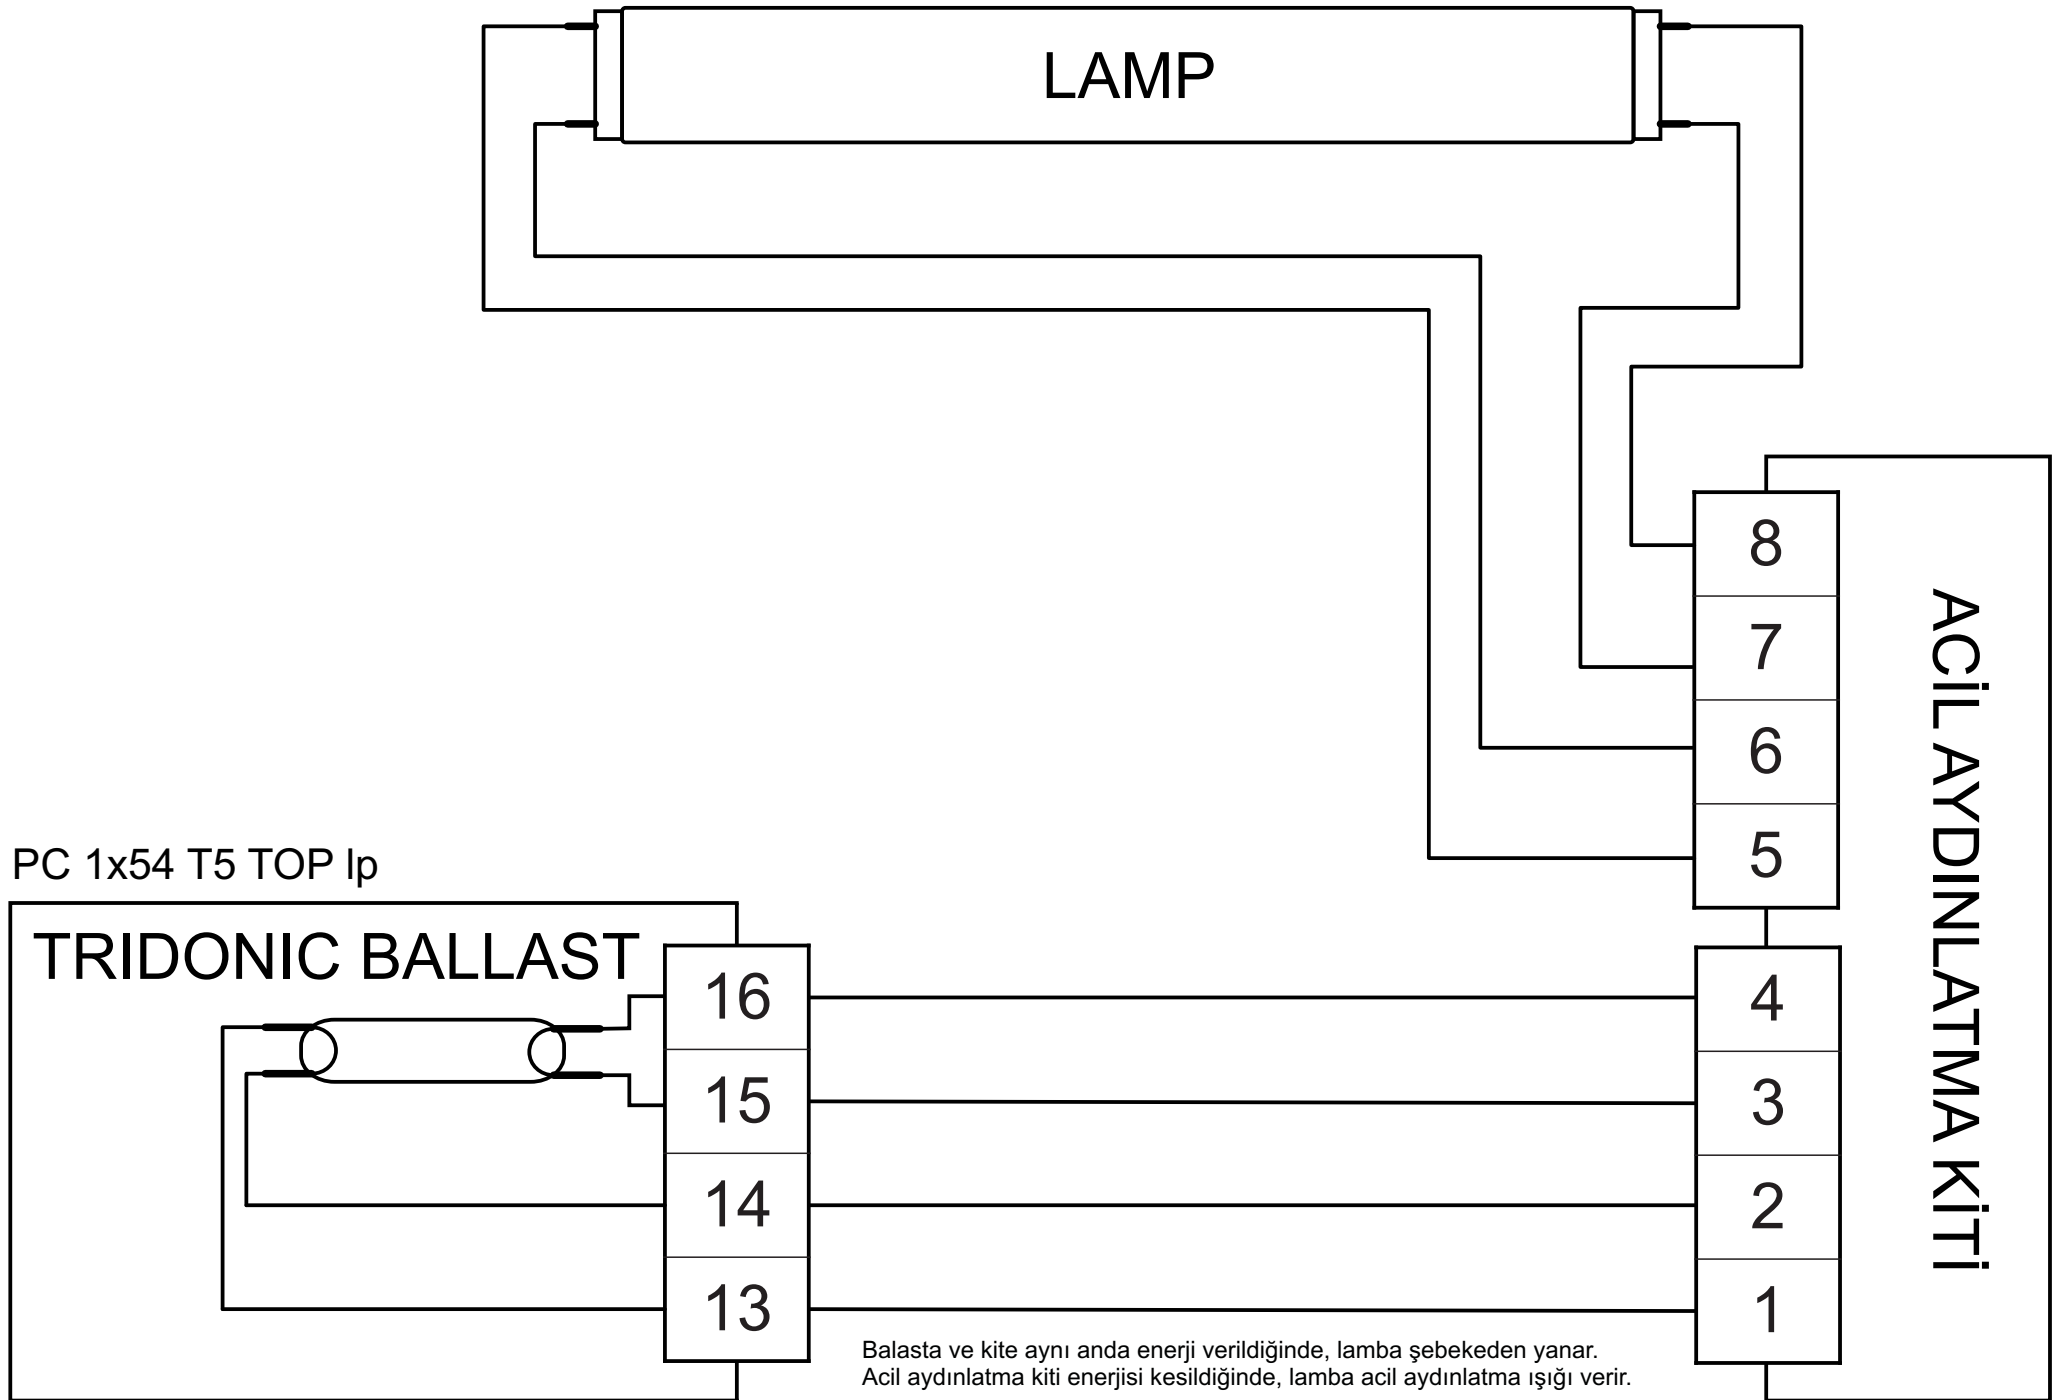 LAMP
8
7
6
5
ACİL AYDINLATMA KİTİ
PC 1x54 T5 TOP lp
TRIDONIC BALLAST
16
15
14
13
4
3
2
1
Balasta ve kite aynı anda enerji verildiğinde, lamba şebekeden yanar.
Acil aydınlatma kiti enerjisi kesildiğinde, lamba acil aydınlatma ışığı verir.